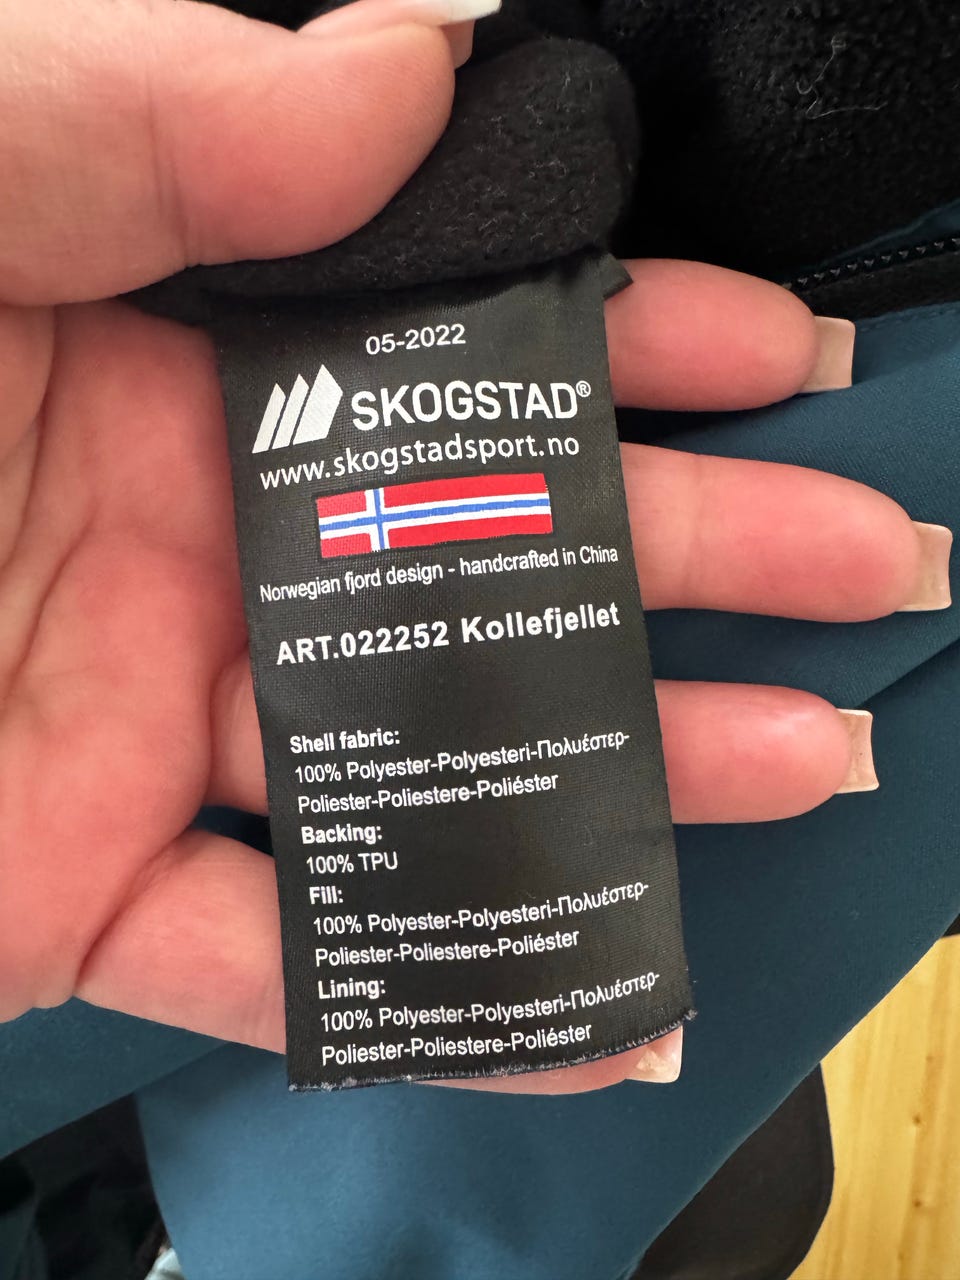 05-2022
SKOGSTAD®
www.skogstadsport.no
Norwegian fjord design - handcrafted in China
ART.022252 Kollefjellet
Shell fabric:
100% Polyester-Polyesteri-Πολυέστερ-
Poliester-Poliestere-Poliéster
Backing:
100% TPU
Fill:
100% Polyester-Polyesteri-Πολυέστερ-
Poliester-Poliestere-Poliéster
Lining:
100% Polyester-Polyesteri-Πολυέστερ-
Poliester-Poliestere-Poliéster